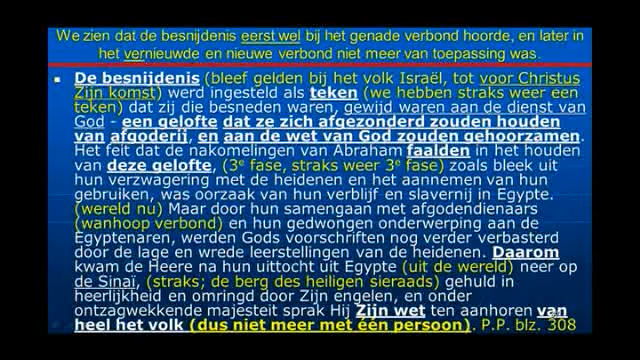 We zien dat de besnijdenis eerst wel bij het genade verbond hoorde, en later in
het vernieuwde en nieuwe verbond niet meer van toepassing was.
▪ De besnijdenis (bleef gelden bij het volk Israël, tot voor Christus
Zijn komst) werd ingesteld als teken (we hebben straks weer een
teken) dat zij die besneden waren, gewijd waren aan de dienst van
God - een gelofte dat ze zich afgezonderd zouden houden
van afgoderij, en aan de wet van God zouden gehoorzamen.
Het feit dat de nakomelingen van Abraham faalden in het houden
van deze gelofte, (3e fase, straks weer 3e fase) zoals bleek uit
hun verzwagering met de heidenen en het aannemen van hun
gebruiken, was oorzaak van hun verblijf en slavernij in Egypte.
(wereld nu) Maar door hun samengaan met afgodendienaars
(wanhoop verbond) en hun gedwongen onderwerping aan de
Egyptenaren, werden Gods voorschriften nog verder verbasterd
door de lage en wrede leerstellingen van de heidenen. Daarom
kwam de Heere na hun uittocht uit Egypte (uit de wereld) neer op
de Sinaï, (straks; de berg des heiligen sieraads) gehuld in
heerlijkheid en omringd door Zijn engelen, en onder
ontzagwekkende majesteit sprak Hij Zijn wet ten aanhoren van
heel het volk (dus niet meer met één persoon). P.P. blz. 308